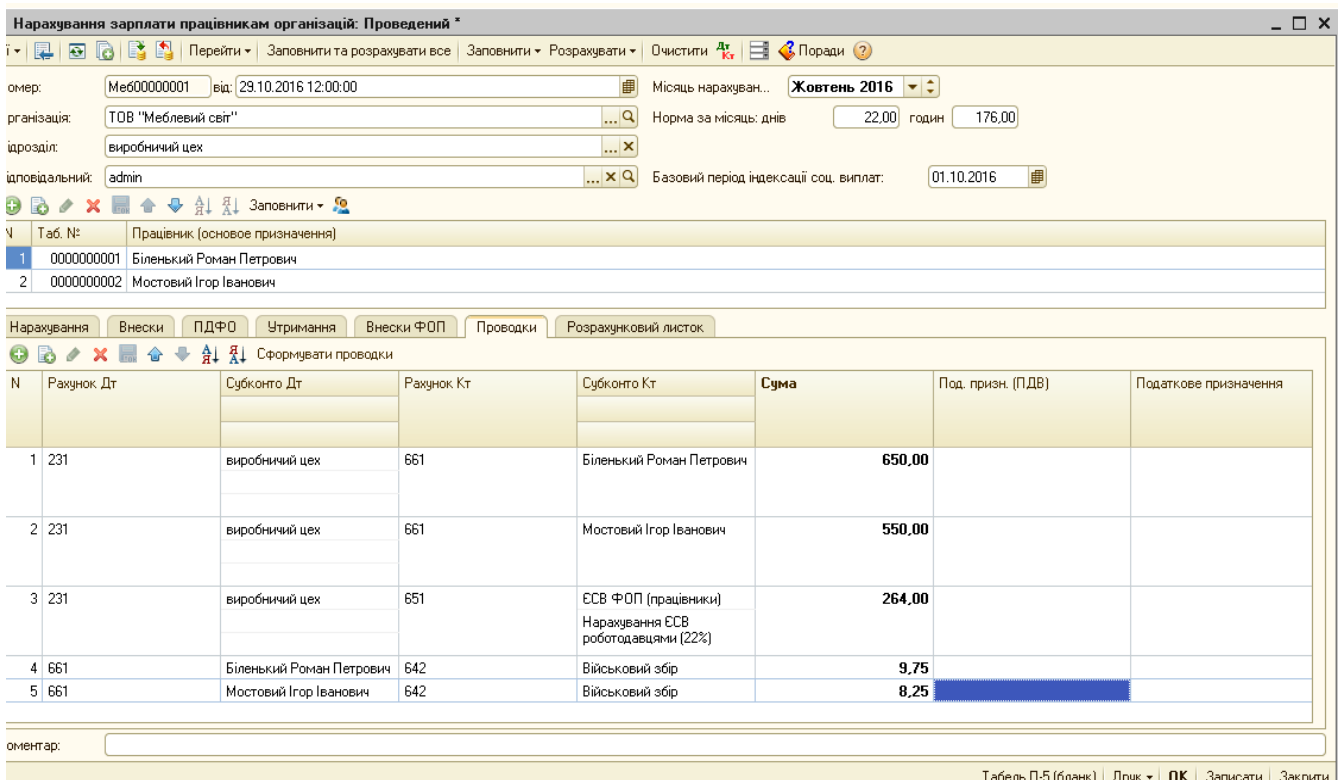 Нарахування зарплати працівникам організацій: Проведений *
ї Перейти Заповнити та розрахувати все Заповнити Розрахувати Очистити Дт Кт Поради
омер: Меб00000001 від: 29.10.2016 12:00:00 Місяць нарахуван... Жовтень 2016
рганізація: ТОВ "Меблевий світ" Норма за місяць: днів 22,00 годин 176,00
ідрозділ: виробничий цех
ідповідальний: admin Базовий період індексації соц. виплат: 01.10.2016
Заповнити
N Таб. № Працівник (основое призначення)
1 0000000001 Біленький Роман Петрович
2 0000000002 Мостовий Ігор Іванович
Нарахування Внески ПДФО Утримання Внески ФОП Проводки Розрахунковий листок
Сформувати проводки
N Рахунок Дт Субконто Дт Рахунок Кт Субконто Кт Сума Под. призн. (ПДВ) Податкове призначення
1 231 виробничий цех 661 Біленький Роман Петрович 650,00
2 231 виробничий цех 661 Мостовий Ігор Іванович 550,00
3 231 виробничий цех 651 ЄСВ ФОП (працівники) 264,00
Нарахування ЄСВ
роботодавцями (22%)
4 661 Біленький Роман Петрович 642 Військовий збір 9,75
5 661 Мостовий Ігор Іванович 642 Військовий збір 8,25
оментар:
Табель П-5 (бланк) Друк OK Записати Закрити